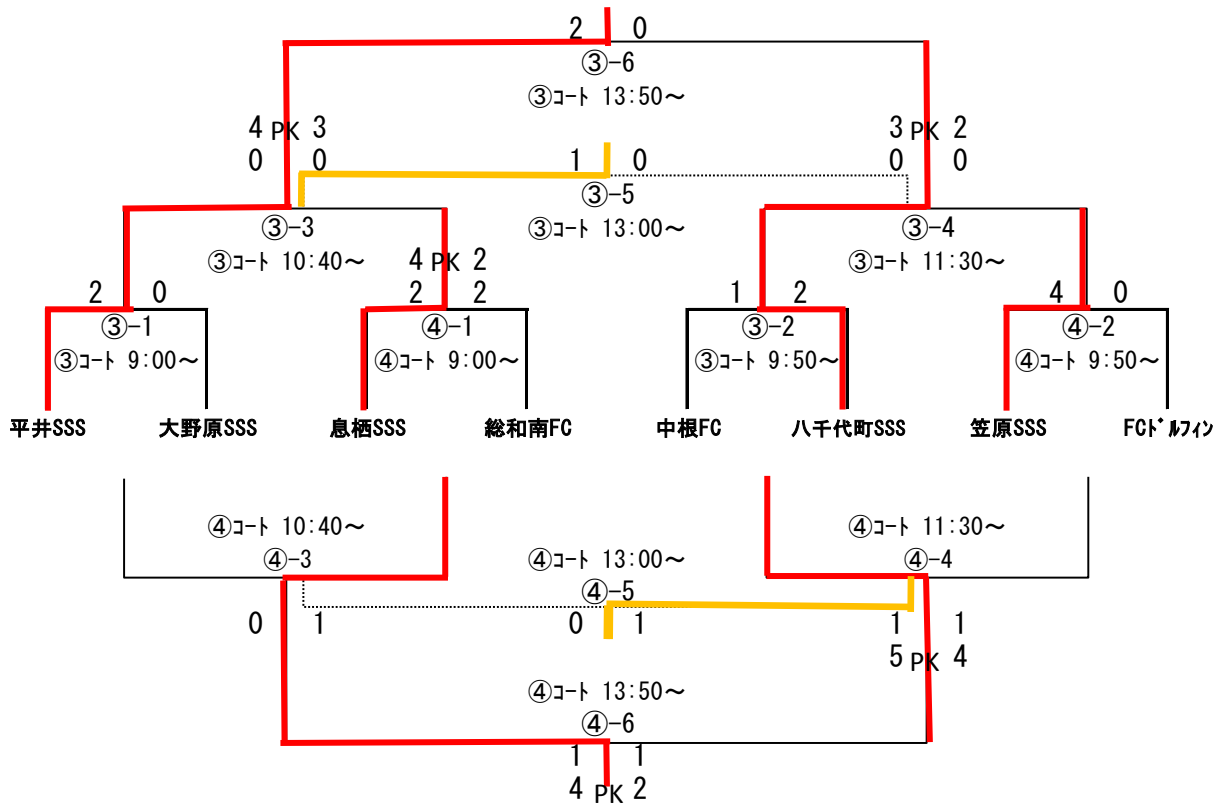 2 0
③-6
③ｺｰﾄ 13:50～
4 PK 3 3 PK 2
0 0 1 0 0 0
③-5
③-3 ③ｺｰﾄ 13:00～ ③-4
③ｺｰﾄ 10:40～ 4 PK 2 ③ｺｰﾄ 11:30～
2 0 2 2 1 2 4 0
③-1 ④-1 ③-2 ④-2
③ｺｰﾄ 9:00～ ④ｺｰﾄ 9:00～ ③ｺｰﾄ 9:50～ ④ｺｰﾄ 9:50～
平井SSS 大野原SSS 息栖SSS 総和南FC 中根FC 八千代町SSS 笠原SSS FCﾄﾞﾙﾌｨﾝ
④ｺｰﾄ 10:40～ ④ｺｰﾄ 11:30～
④-3 ④ｺｰﾄ 13:00～ ④-4
④-5
0 1 0 1 1 1
5 PK 4
④ｺｰﾄ 13:50～
④-6
1 1
4 PK 2